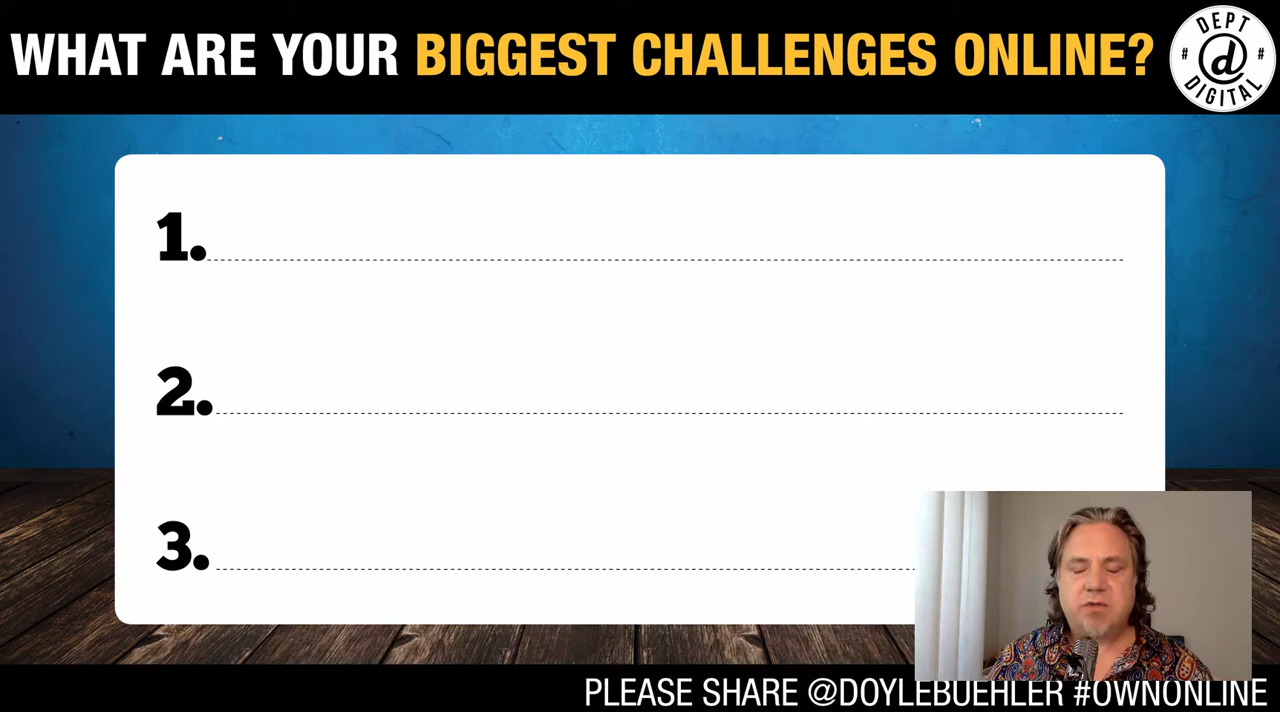 WHAT ARE YOUR BIGGEST CHALLENGES ONLINE?
DEPT
# @ #
DIGITAL
1.
2.
3.
PLEASE SHARE @DOYLEBUEHLER #OWNONLINE